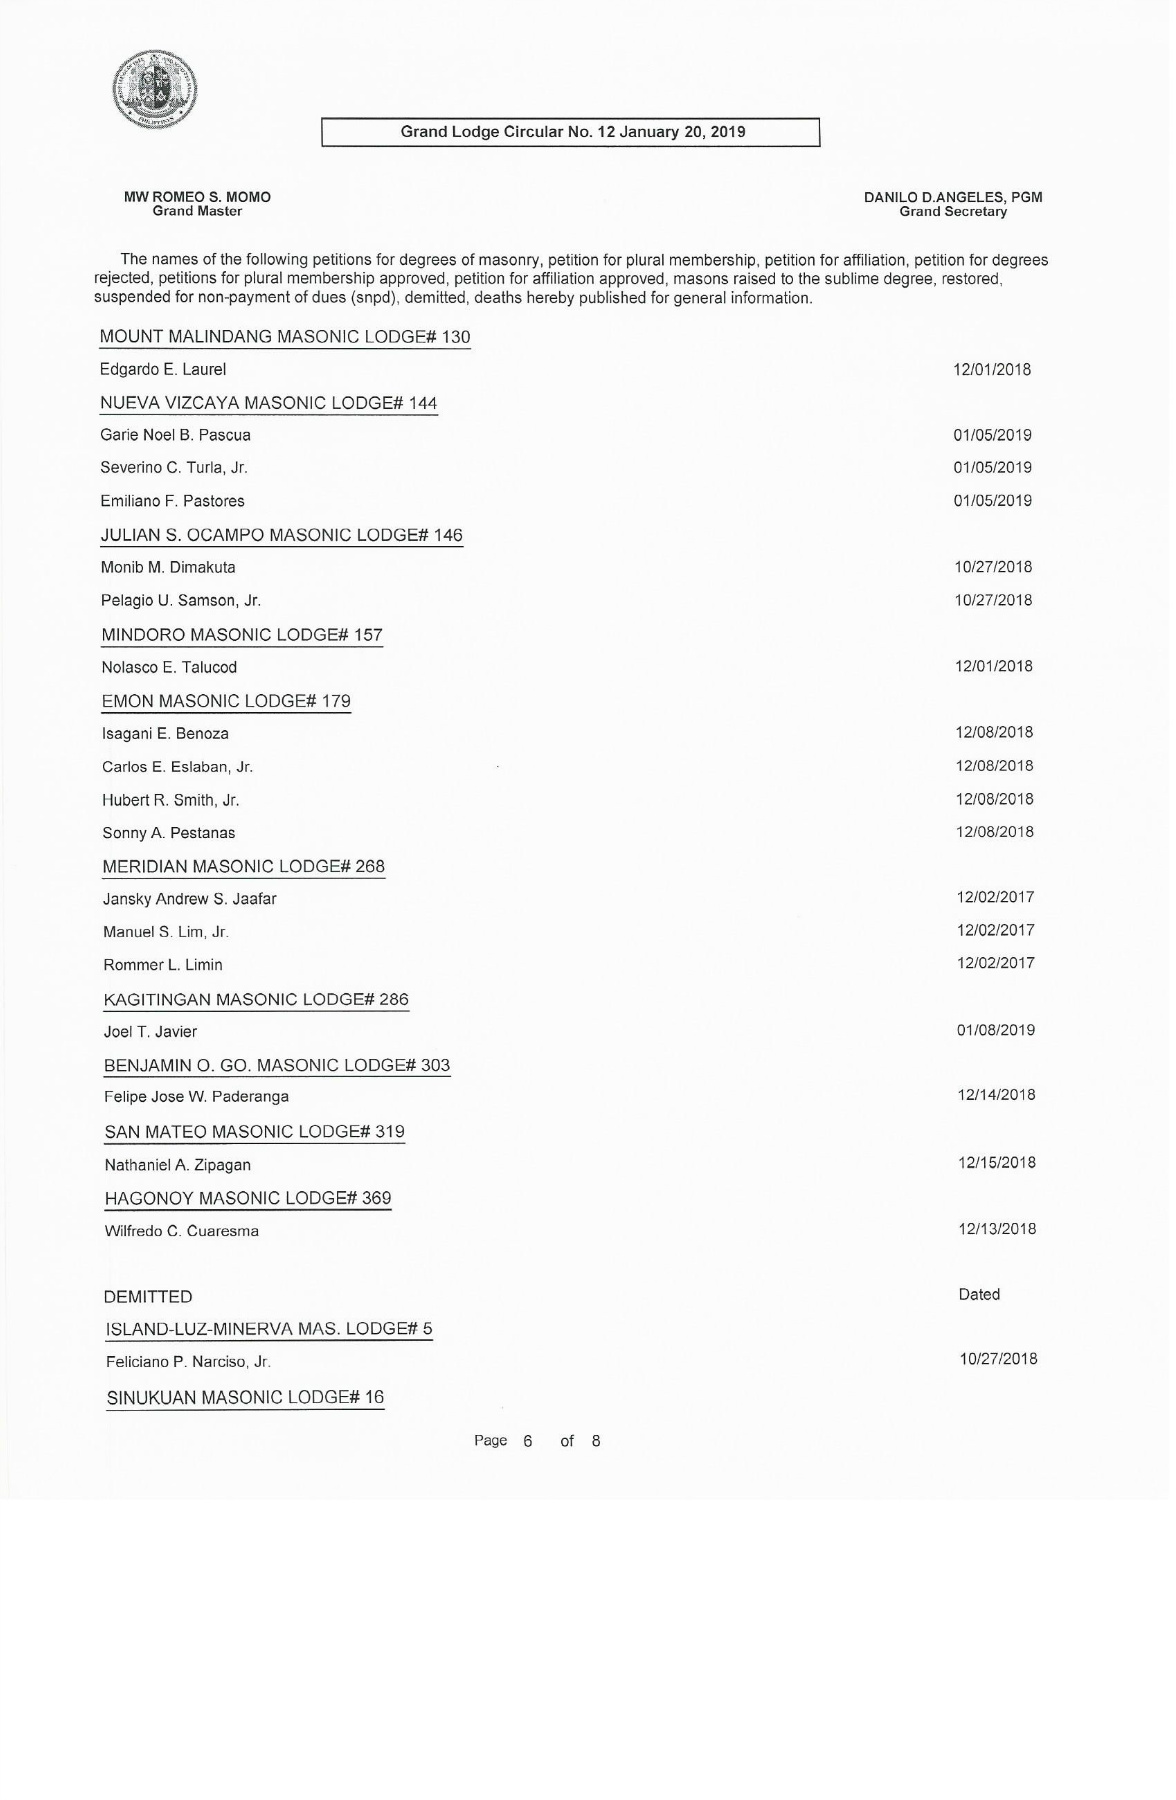 PHILIPPINES
Grand Lodge Circular No. 12 January 20, 2019
MW ROMEO S. MOMO
Grand Master
DANILO D.ANGELES, PGM
Grand Secretary
The names of the following petitions for degrees of masonry, petition for plural membership, petition for affiliation, petition for degrees
rejected, petitions for plural membership approved, petition for affiliation approved, masons raised to the sublime degree, restored,
suspended for non-payment of dues (snpd), demitted, deaths hereby published for general information.
MOUNT MALINDANG MASONIC LODGE# 130
Edgardo E. Laurel 12/01/2018
NUEVA VIZCAYA MASONIC LODGE# 144
Garie Noel B. Pascua 01/05/2019
Severino C. Turla, Jr. 01/05/2019
Emiliano F. Pastores 01/05/2019
JULIAN S. OCAMPO MASONIC LODGE# 146
Monib M. Dimakuta 10/27/2018
Pelagio U. Samson, Jr. 10/27/2018
MINDORO MASONIC LODGE# 157
Nolasco E. Talucod 12/01/2018
EMON MASONIC LODGE# 179
Isagani E. Benoza 12/08/2018
Carlos E. Eslaban, Jr. 12/08/2018
Hubert R. Smith, Jr. 12/08/2018
Sonny A. Pestanas 12/08/2018
MERIDIAN MASONIC LODGE# 268
Jansky Andrew S. Jaafar 12/02/2017
Manuel S. Lim, Jr. 12/02/2017
Rommer L. Limin 12/02/2017
KAGITINGAN MASONIC LODGE# 286
Joel T. Javier 01/08/2019
BENJAMIN O. GO. MASONIC LODGE# 303
Felipe Jose W. Paderanga 12/14/2018
SAN MATEO MASONIC LODGE# 319
Nathaniel A. Zipagan 12/15/2018
HAGONOY MASONIC LODGE# 369
Wilfredo C. Cuaresma 12/13/2018
DEMITTED Dated
ISLAND-LUZ-MINERVA MAS. LODGE# 5
Feliciano P. Narciso, Jr. 10/27/2018
SINUKUAN MASONIC LODGE# 16
Page 6 of 8